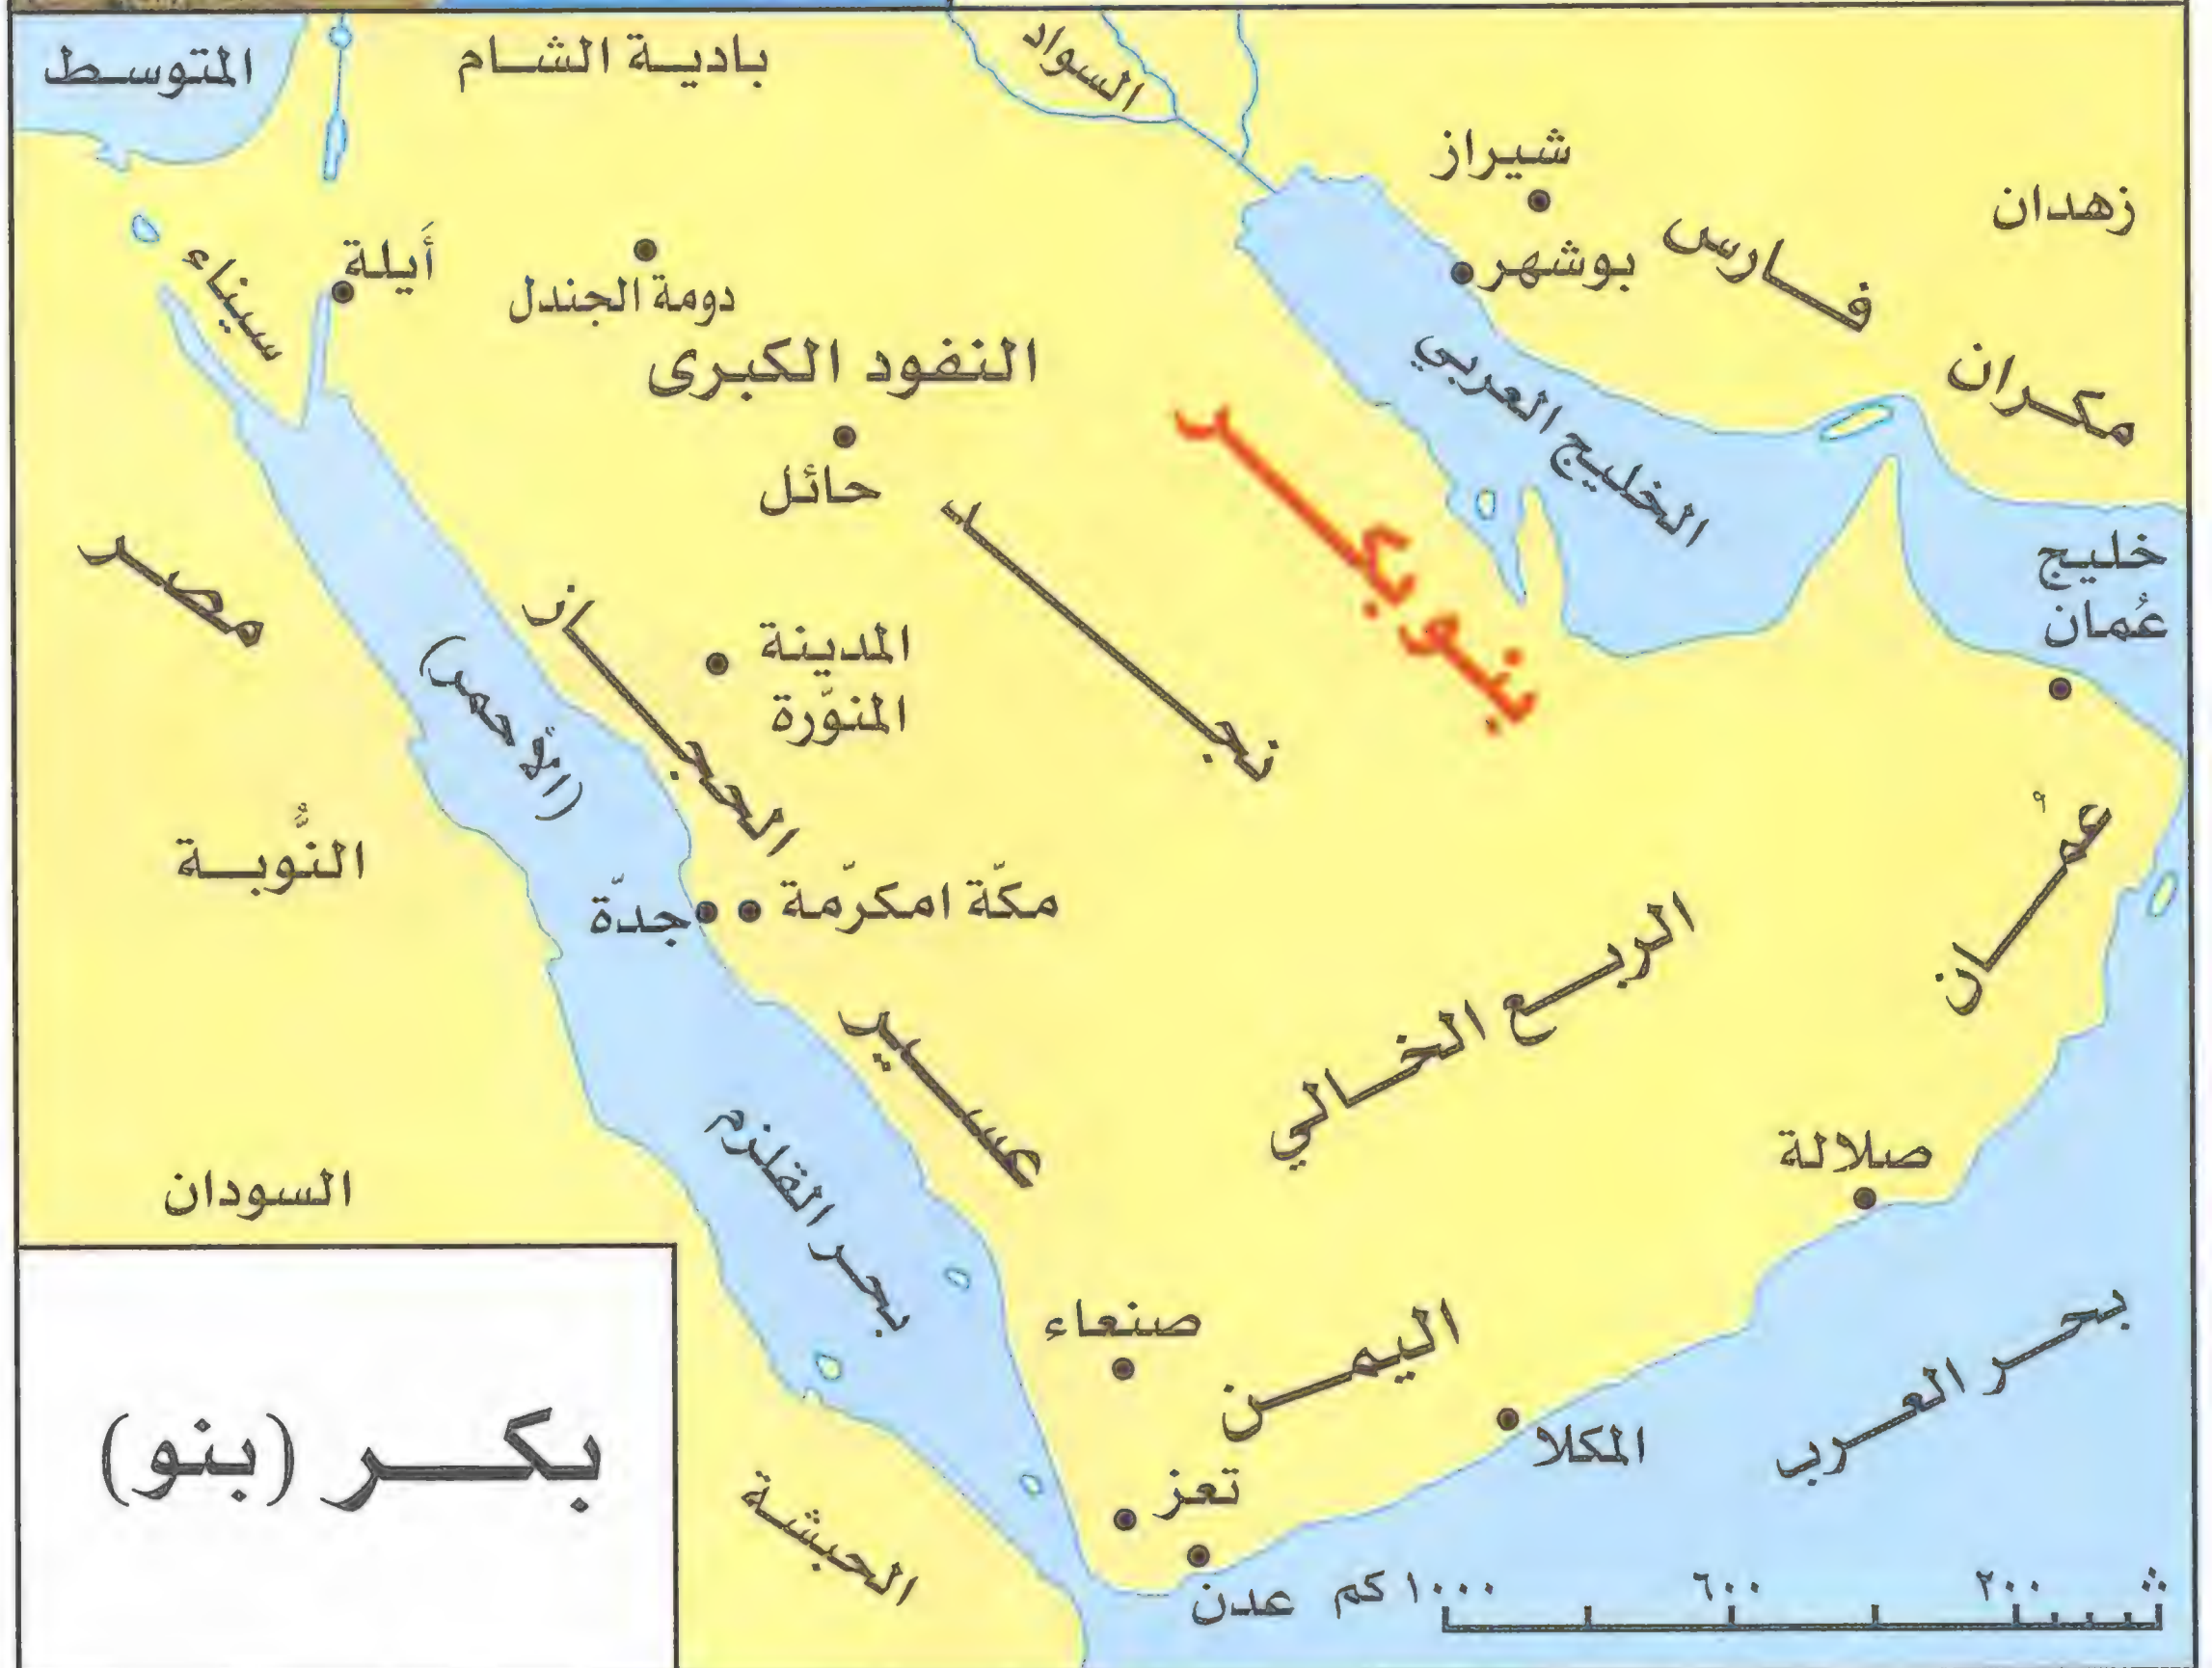 المتوسط
بادية الشام
السواد
شيراز
زهدان
بوشهر
فارس
مكران
سيناء
أيلة
دومة الجندل
النفود الكبرى
حائل
الخليج العربي
بنو بكر
خليج
عُمان
مصر
الحجاز
المدينة
المنوّرة
نجد
(الأحمر)
النُّوبة
جدّة
مكّة امكرّمة
عُمان
الربع الخالي
عسير
بحر القلزم
السودان
صلالة
صنعاء
اليمن
المكلا
بحر العرب
تعز
عدن
الحبشة
١٠٠٠ كم ٦٠٠ ٢٠٠
بكر (بنو)